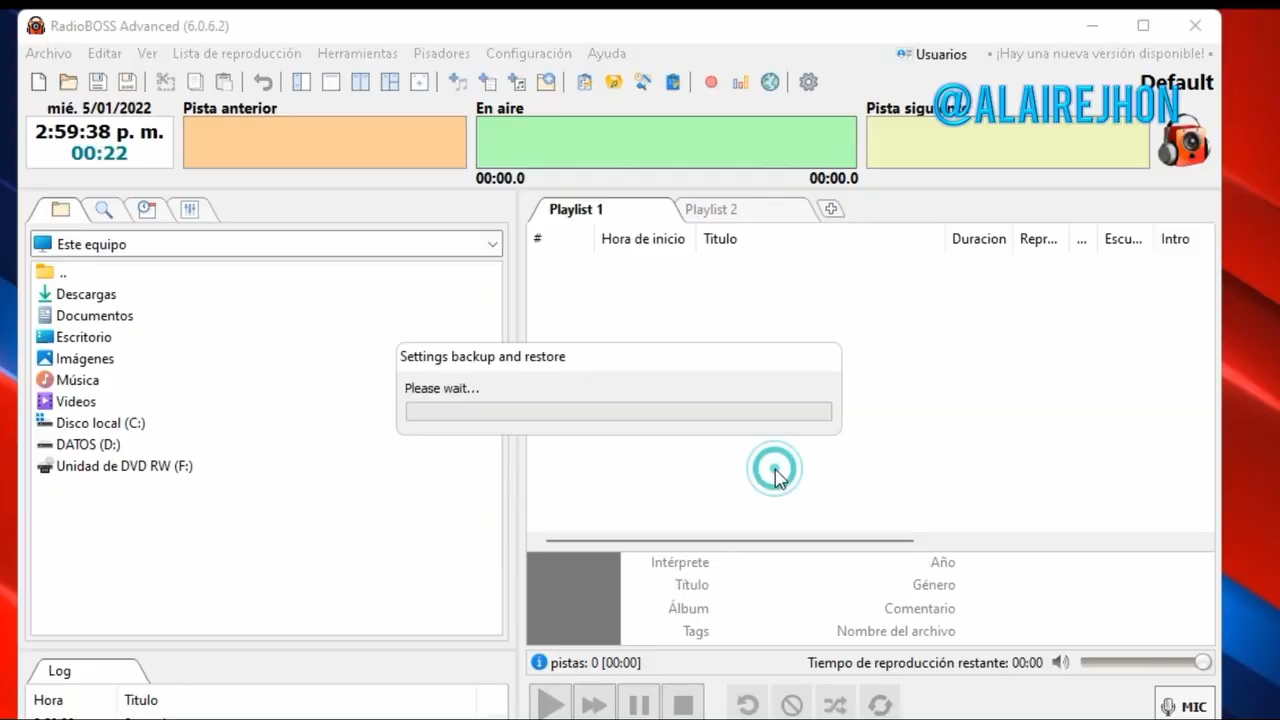 RadioBOSS Advanced (6.0.6.2)
Archivo Editar Ver Lista de reproducción Herramientas Pisadores Configuración Ayuda Usuarios • ¡Hay una nueva versión disponible! •
Default
@ALAIREJHON
mié. 5/01/2022 Pista anterior En aire Pista
2:59:38 p. m.
00:22
00:00.0 00:00.0
Playlist 1 Playlist 2
Este equipo
# Hora de inicio Titulo Duracion Repr... ... Escu... Intro
..
Descargas
Documentos
Escritorio
Imágenes
Música
Videos
Disco local (C:)
DATOS (D:)
Unidad de DVD RW (F:)
Settings backup and restore
Please wait...
Intérprete Año
Título Género
Álbum Comentario
Tags Nombre del archivo
pistas: 0 [00:00] Tiempo de reproducción restante: 00:00
Log
Hora Titulo
MIC